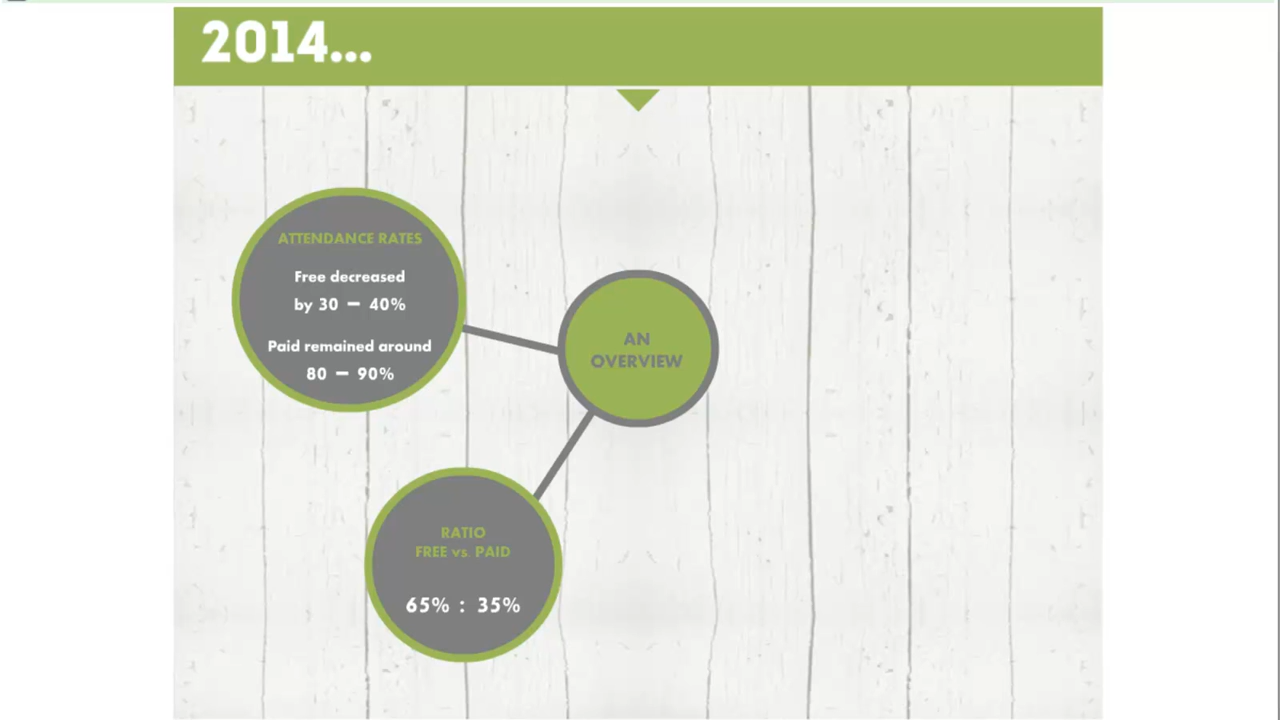 2014...
ATTENDANCE RATES
Free decreased
by 30 – 40%
Paid remained around
80 – 90%
AN
OVERVIEW
RATIO
FREE vs. PAID
65% : 35%